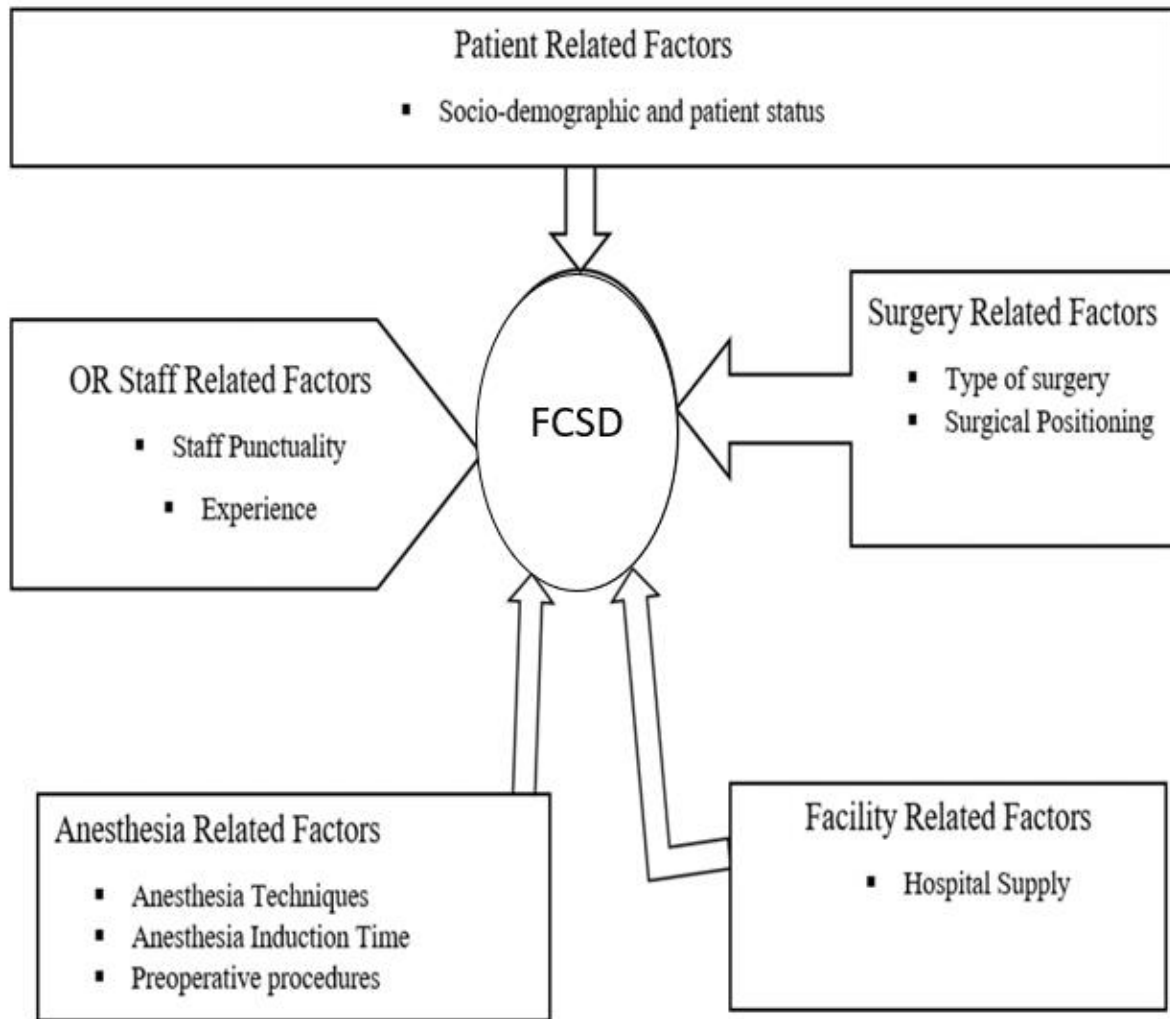 Patient Related Factors
▪ Socio-demographic and patient status
Surgery Related Factors
▪ Type of surgery
▪ Surgical Positioning
OR Staff Related Factors
▪ Staff Punctuality
▪ Experience
FCSD
Anesthesia Related Factors
▪ Anesthesia Techniques
▪ Anesthesia Induction Time
▪ Preoperative procedures
Facility Related Factors
▪ Hospital Supply